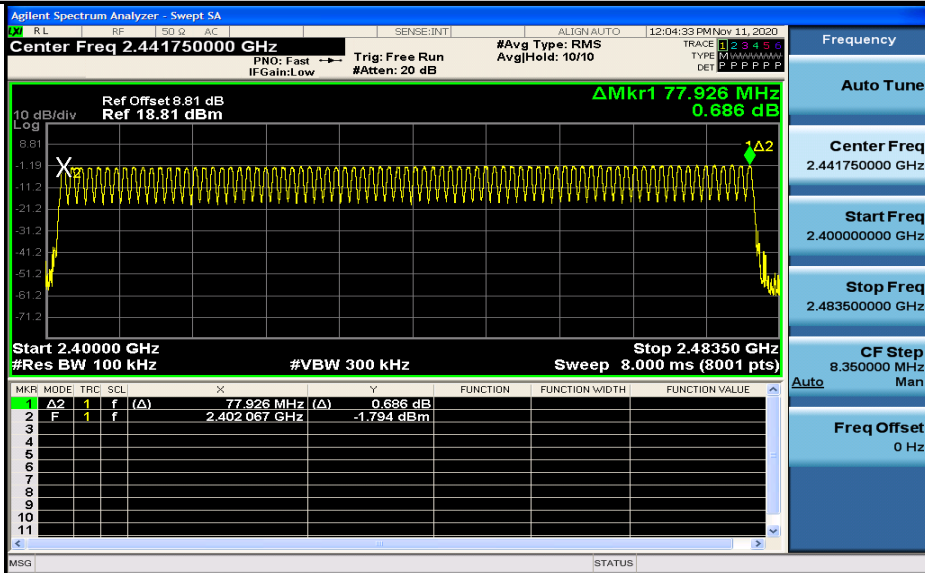 Agilent Spectrum Analyzer - Swept SA
LXI RL RF 50 Ω AC SENSE:INT ALIGN AUTO 12:04:33 PM Nov 11, 2020
Center Freq 2.441750000 GHz
PNO: Fast
IFGain:Low
Trig: Free Run
#Atten: 20 dB
#Avg Type: RMS
Avg|Hold: 10/10
TRACE 1 2 3 4 5 6
TYPE M W W W W W
DET P P P P P P
ΔMkr1 77.926 MHz
0.686 dB
Ref Offset 8.81 dB
10 dB/div Ref 18.81 dBm
Log
8.81
-1.19
-11.2
-21.2
-31.2
-41.2
-51.2
-61.2
-71.2
X2
1Δ2
Start 2.40000 GHz Stop 2.48350 GHz
#Res BW 100 kHz #VBW 300 kHz Sweep 8.000 ms (8001 pts)
MKR MODE TRC SCL X Y FUNCTION FUNCTION WIDTH FUNCTION VALUE
1 Δ2 1 f (Δ) 77.926 MHz (Δ) 0.686 dB
2 F 1 f 2.402 067 GHz -1.794 dBm
3
4
5
6
7
8
9
10
11
MSG STATUS
Frequency
Auto Tune
Center Freq
2.441750000 GHz
Start Freq
2.400000000 GHz
Stop Freq
2.483500000 GHz
CF Step
8.350000 MHz
Auto Man
Freq Offset
0 Hz